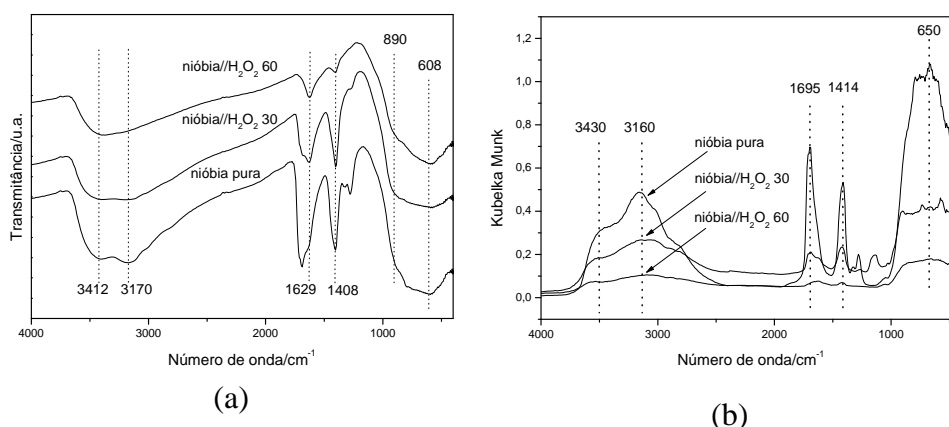 nióbia//H₂O₂ 60
nióbia//H₂O₂ 30
nióbia pura
890
608
3412
3170
1629
1408
Transmitância/u.a.
4000
3000
2000
1000
Número de onda/cm⁻¹
(a)
1,2
1,0
0,8
0,6
0,4
0,2
0,0
Kubelka Munk
3430
3160
1695
1414
650
nióbia pura
nióbia//H₂O₂ 30
nióbia//H₂O₂ 60
4000
3000
2000
1000
Número de onda/cm⁻¹
(b)